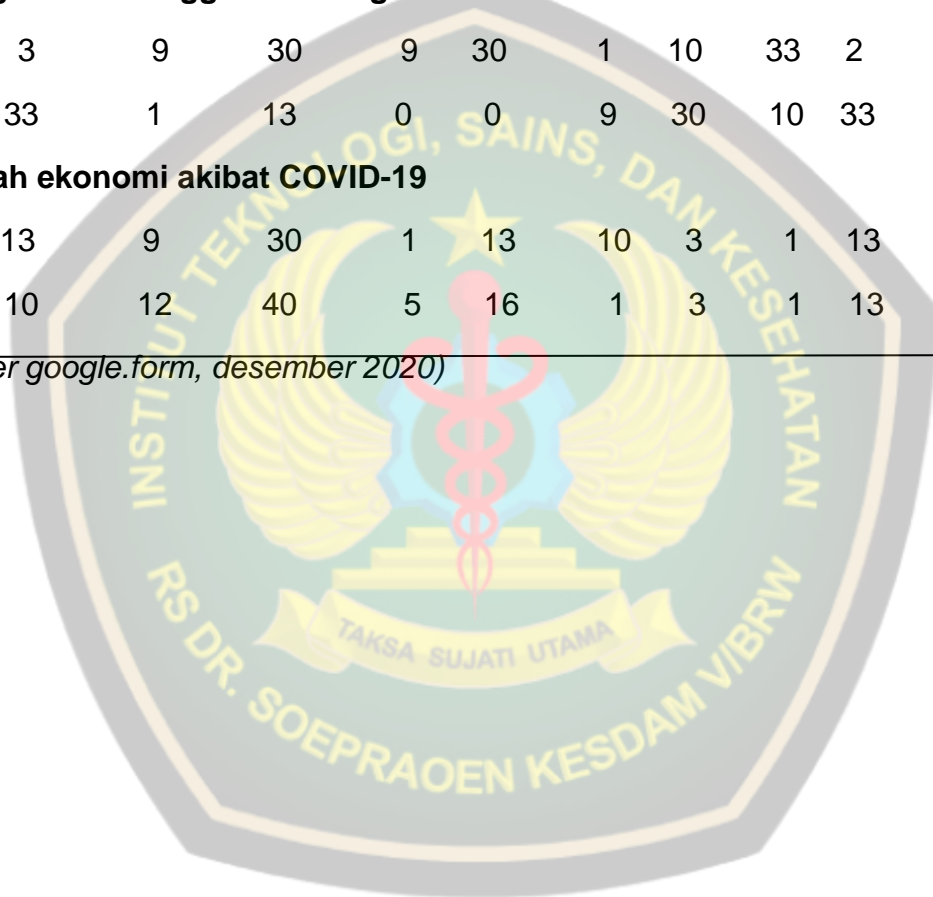 3 9 30 9 30 1 10 33 2
33 1 13 0 0 9 30 10 33
ah ekonomi akibat COVID-19
13 9 30 1 13 10 3 1 13
10 12 40 5 16 1 3 1 13
er google.form, desember 2020)
INSTITUT TEKNOLOGI, SAINS, DAN KESEHATAN
TAKSA SUJATI UTAMA
RS DR. SOEPRAOEN KESDAM V/BRW